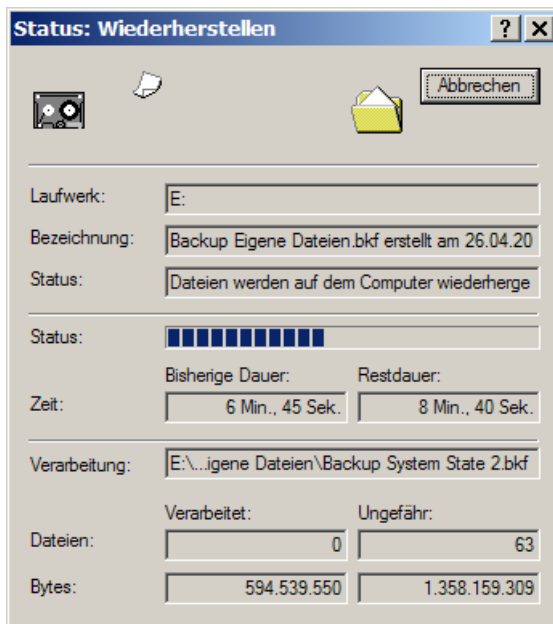 Status: Wiederherstellen
Abbrechen
Laufwerk: E:
Bezeichnung: Backup Eigene Dateien.bkf erstellt am 26.04.20
Status: Dateien werden auf dem Computer wiederherge
Status:
Bisherige Dauer: Restdauer:
Zeit: 6 Min., 45 Sek. 8 Min., 40 Sek.
Verarbeitung: E:\...igene Dateien\Backup System State 2.bkf
Verarbeitet: Ungefähr:
Dateien: 0 63
Bytes: 594.539.550 1.358.159.309